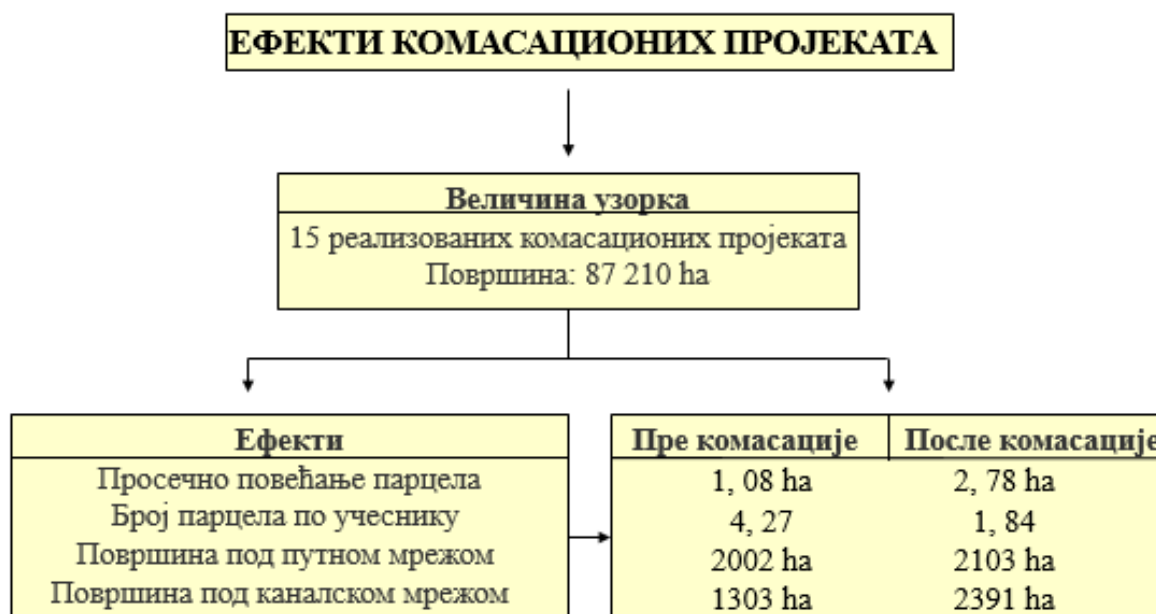 ЕФЕКТИ КОМАСАЦИОНИХ ПРОЈЕКАТА
Величина узорка
15 реализованих комасационих пројеката
Површина: 87 210 ha
Ефекти
Просечно повећање парцела
Број парцела по учеснику
Површина под путном мрежом
Површина под каналском мрежом
Пре комасације После комасације
1, 08 ha 2, 78 ha
4, 27 1, 84
2002 ha 2103 ha
1303 ha 2391 ha